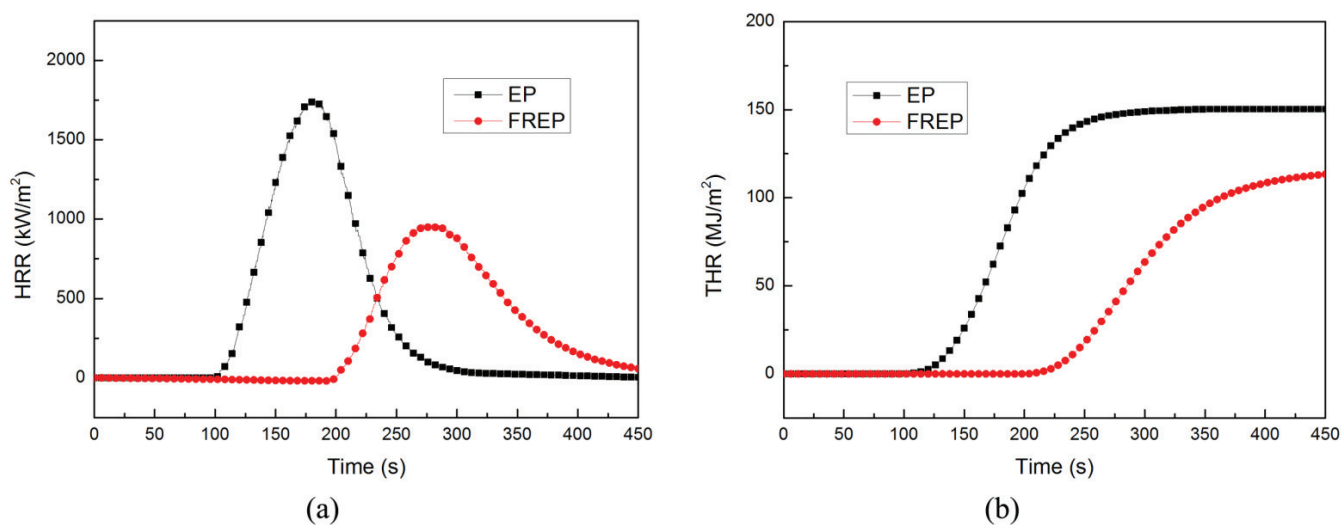 2000
1500
1000
500
0
HRR (kW/m²)
EP
FREP
0 50 100 150 200 250 300 350 400 450
Time (s)
(a)
200
150
100
50
0
THR (MJ/m²)
EP
FREP
0 50 100 150 200 250 300 350 400 450
Time (s)
(b)